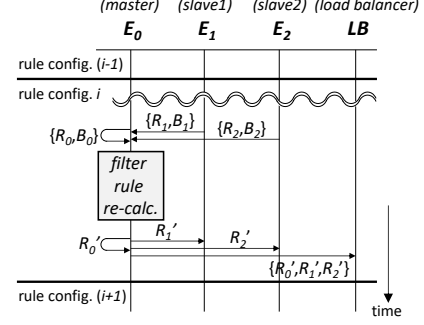 (master) (slave1) (slave2) (load balancer)
E0 E1 E2 LB
rule config. (i-1)
rule config. i
{R1,B1}
{R0,B0} {R2,B2}
filter
rule
re-calc.
R1'
R0' R2'
{R0',R1',R2'}
rule config. (i+1)
time